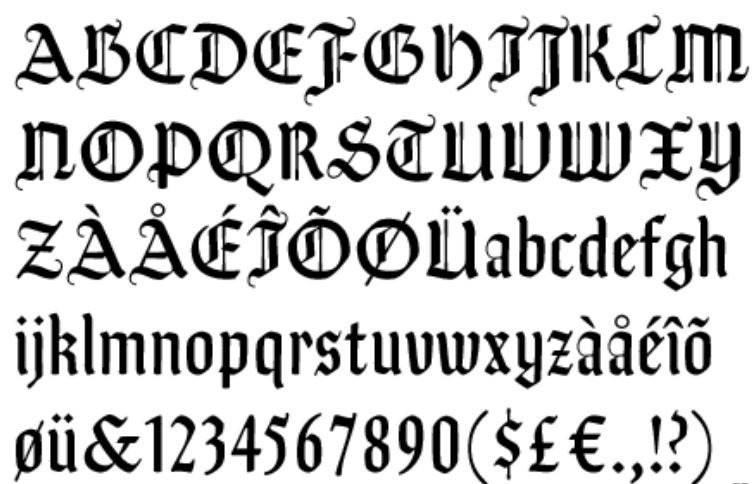 ABCDEFGHIJKLM
NOPQRSTUVWXY
ZÀÅÉÎÕØÜabcdefgh
ijklmnopqrstuvwxyzàåéîõ
øü&1234567890($£€.,!?)